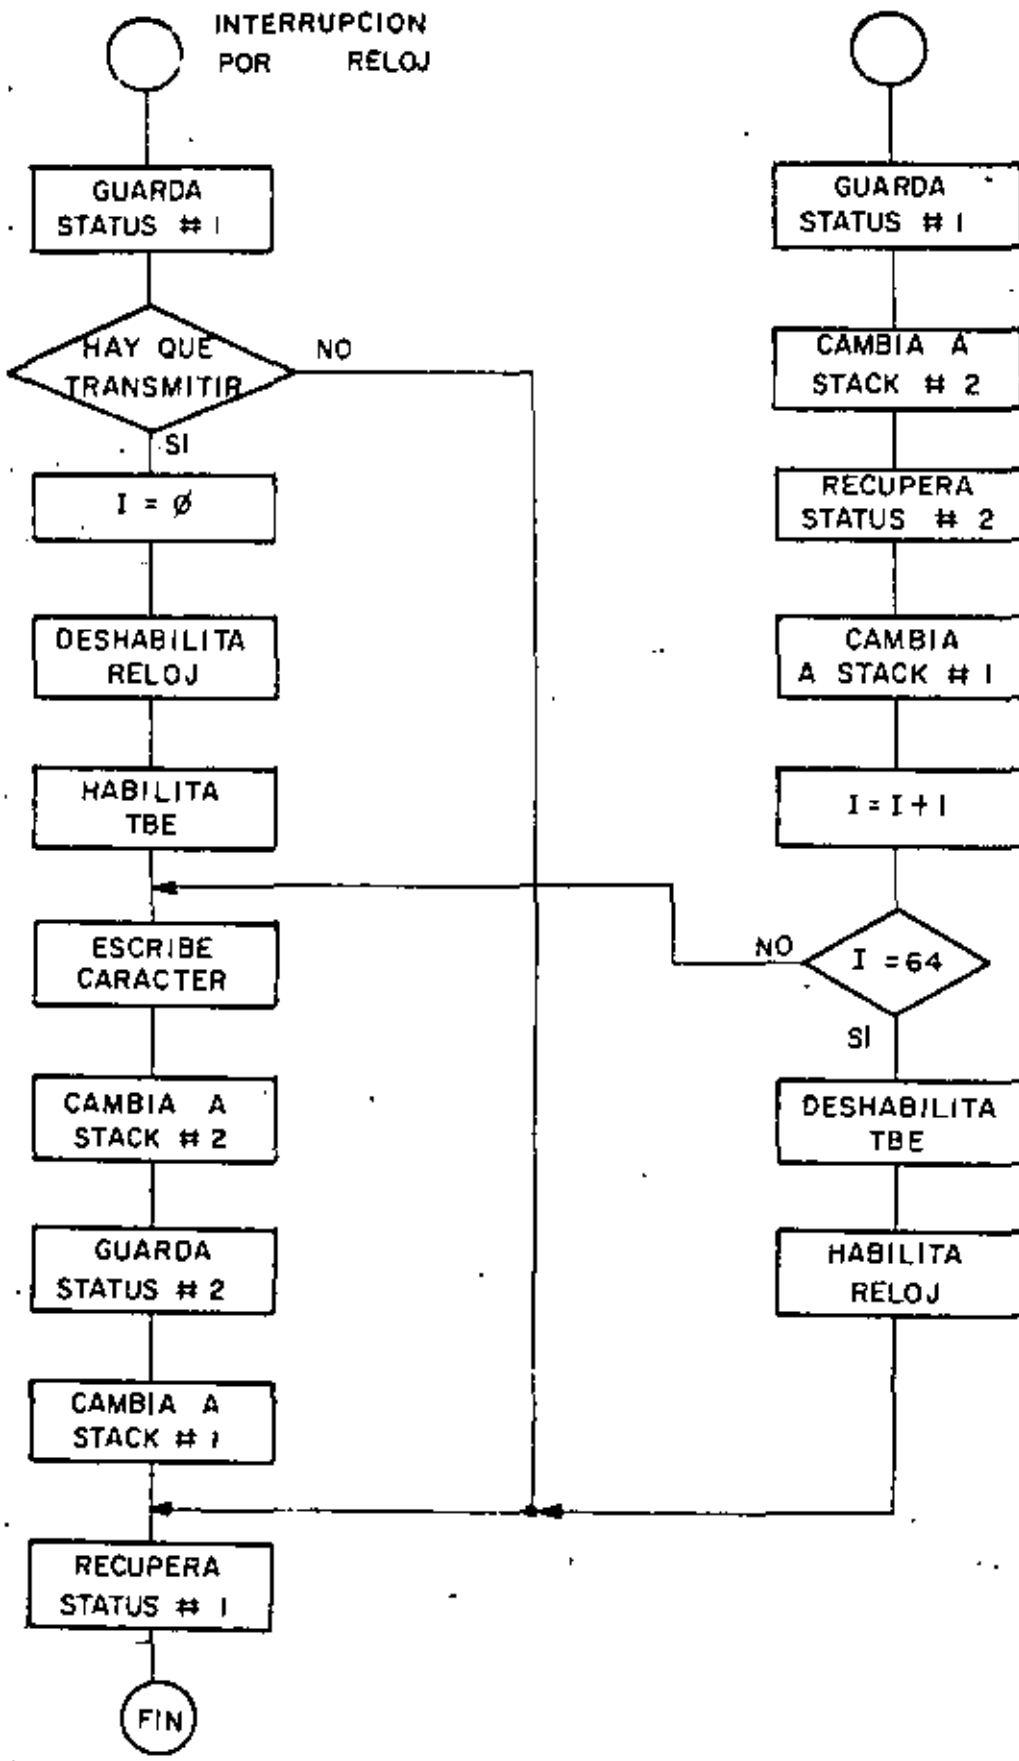 INTERRUPCION
POR RELOJ
GUARDA
STATUS # 1
HAY QUE
TRANSMITIR
NO
SI
I = Ø
DESHABILITA
RELOJ
HABILITA
TBE
ESCRIBE
CARACTER
CAMBIA A
STACK # 2
GUARDA
STATUS # 2
CAMBIA A
STACK # 1
RECUPERA
STATUS # 1
FIN
GUARDA
STATUS # 1
CAMBIA A
STACK # 2
RECUPERA
STATUS # 2
CAMBIA
A STACK # 1
I = I + 1
I = 64
NO
SI
DESHABILITA
TBE
HABILITA
RELOJ